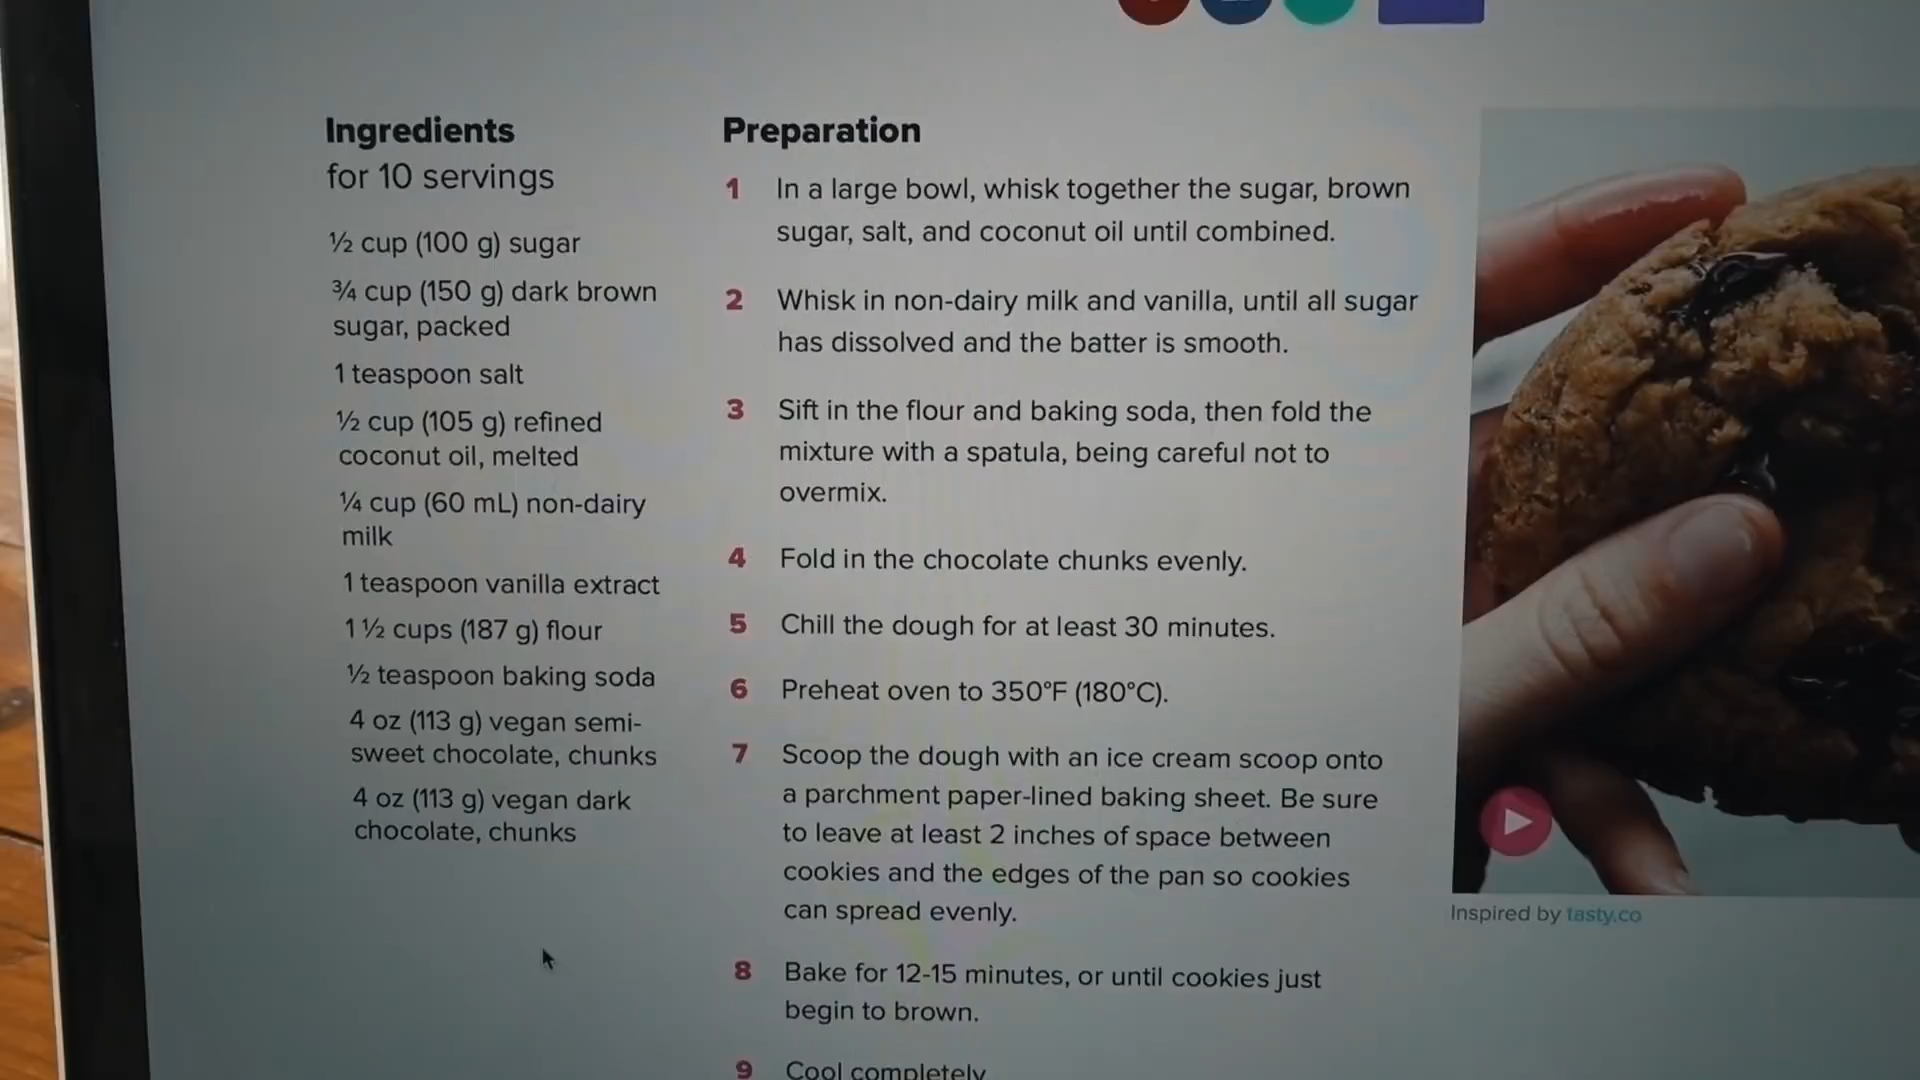 Ingredients
for 10 servings
½ cup (100 g) sugar
¾ cup (150 g) dark brown
sugar, packed
1 teaspoon salt
½ cup (105 g) refined
coconut oil, melted
¼ cup (60 mL) non-dairy
milk
1 teaspoon vanilla extract
1 ½ cups (187 g) flour
½ teaspoon baking soda
4 oz (113 g) vegan semi-
sweet chocolate, chunks
4 oz (113 g) vegan dark
chocolate, chunks
Preparation
1 In a large bowl, whisk together the sugar, brown
sugar, salt, and coconut oil until combined.
2 Whisk in non-dairy milk and vanilla, until all sugar
has dissolved and the batter is smooth.
3 Sift in the flour and baking soda, then fold the
mixture with a spatula, being careful not to
overmix.
4 Fold in the chocolate chunks evenly.
5 Chill the dough for at least 30 minutes.
6 Preheat oven to 350°F (180°C).
7 Scoop the dough with an ice cream scoop onto
a parchment paper-lined baking sheet. Be sure
to leave at least 2 inches of space between
cookies and the edges of the pan so cookies
can spread evenly.
8 Bake for 12-15 minutes, or until cookies just
begin to brown.
9 Cool completely
Inspired by tasty.co